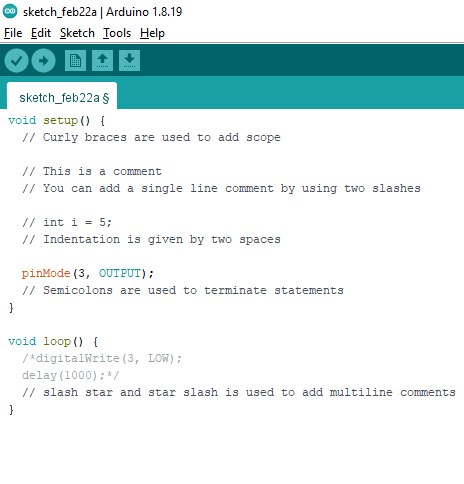 sketch_feb22a | Arduino 1.8.19
File Edit Sketch Tools Help
sketch_feb22a §
void setup() {
  // Curly braces are used to add scope

  // This is a comment
  // You can add a single line comment by using two slashes

  // int i = 5;
  // Indentation is given by two spaces

  pinMode(3, OUTPUT);
  // Semicolons are used to terminate statements
}

void loop() {
  /*digitalWrite(3, LOW);
  delay(1000);*/
  // slash star and star slash is used to add multiline comments
}